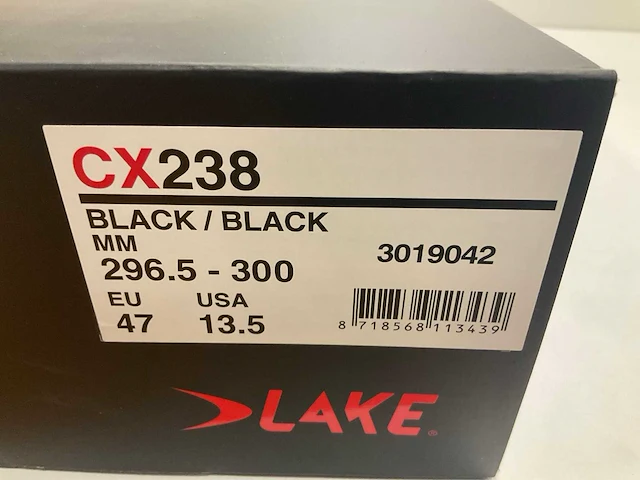 CX238
BLACK / BLACK
MM
296.5 - 300
3019042
EU USA
47 13.5
8 718568 113439
LAKE®